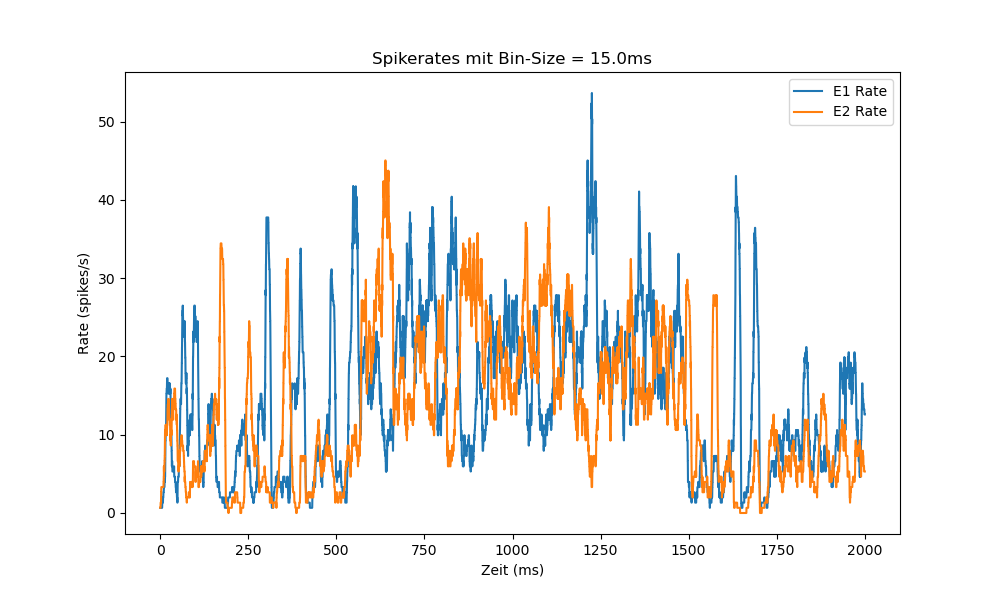 Spikerates mit Bin-Size = 15.0ms
E1 Rate
E2 Rate
Rate (spikes/s)
50
40
30
20
10
0
0 250 500 750 1000 1250 1500 1750 2000
Zeit (ms)